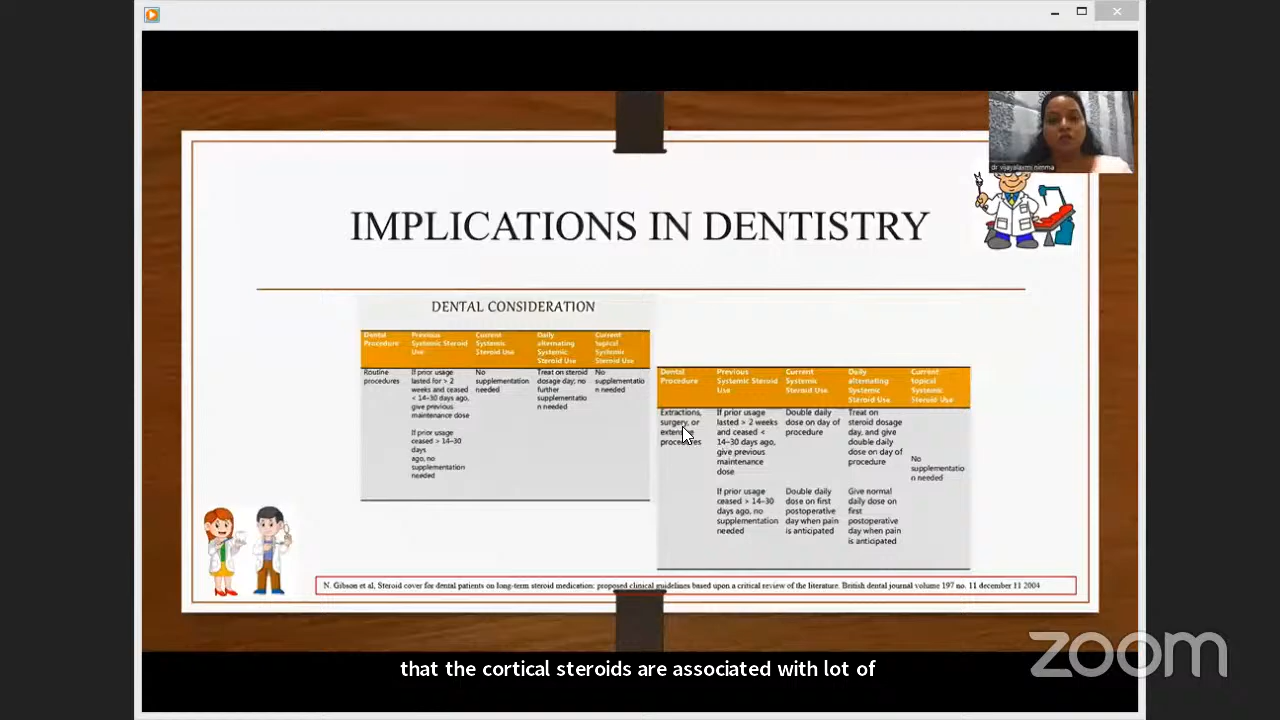 dr vijayalaxmi nimma
IMPLICATIONS IN DENTISTRY
DENTAL CONSIDERATION
Dental
Procedure
Previous
Systemic Steroid
Use
Current
Systemic
Steroid Use
Daily
alternating
Systemic
Steroid Use
Current
topical
Systemic
Steroid Use
Routine
procedures
If prior usage
lasted for > 2
weeks and ceased
< 14-30 days ago,
give previous
maintenance dose
If prior usage
ceased > 14-30
days
ago, no
supplementation
needed
No
supplementation
needed
Treat on steroid
dosage day; no
further
supplementatio
n needed
No
supplementatio
n needed
Dental
Procedure
Previous
Systemic Steroid
Use
Current
Systemic
Steroid Use
Daily
alternating
Systemic
Steroid Use
Current
topical
Systemic
Steroid Use
Extractions,
surgery, or
extensive
procedures
If prior usage
lasted > 2 weeks
and ceased <
14-30 days ago,
give previous
maintenance
dose
If prior usage
ceased > 14-30
days ago, no
supplementation
needed
Double daily
dose on day of
procedure
Double daily
dose on first
postoperative
day when pain
is anticipated
Treat on
steroid dosage
day, and give
double daily
dose on day of
procedure
Give normal
daily dose on
first
postoperative
day when pain
is anticipated
No
supplementatio
n needed
N. Gibson et al, Steroid cover for dental patients on long-term steroid medication: proposed clinical guidelines based upon a critical review of the literature. British dental journal volume 197 no. 11 december 11 2004
that the cortical steroids are associated with lot of
zoom